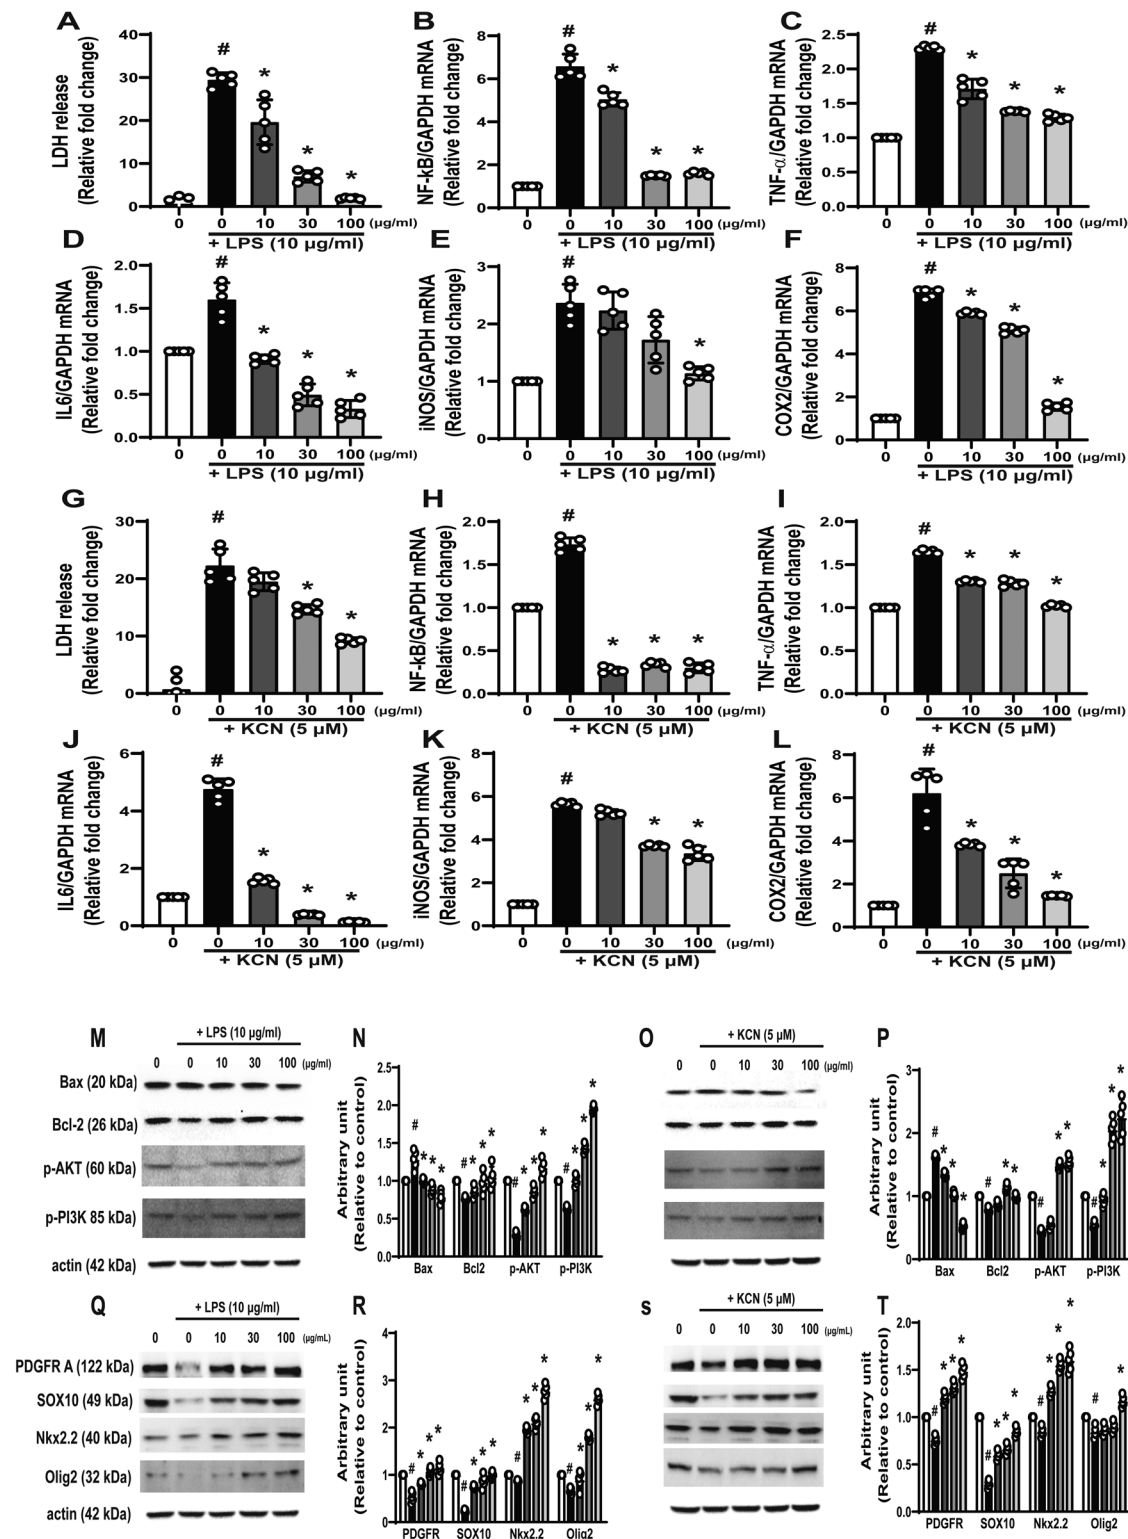 A
B
C
LDH release
(Relative fold change)
40
30
20
10
0
#
*
*
*
0
0
10
30
100
(µg/ml)
+ LPS (10 µg/ml)
NF-kB/GAPDH mRNA
(Relative fold change)
8
6
4
2
0
#
*
*
*
0
0
10
30
100
+ LPS (10 µg/ml)
TNF-α/GAPDH mRNA
(Relative fold change)
2.5
2.0
1.5
1.0
0.5
0.0
#
*
*
*
0
0
10
30
100
(µg/ml)
+ LPS (10 µg/ml)
D
E
F
IL6/GAPDH mRNA
(Relative fold change)
2.0
1.5
1.0
0.5
0.0
#
*
*
*
0
0
10
30
100
(µg/ml)
+ LPS (10 µg/ml)
iNOS/GAPDH mRNA
(Relative fold change)
3
2
1
0
#
*
0
0
10
30
100
(µg/ml)
+ LPS (10 µg/ml)
COX2/GAPDH mRNA
(Relative fold change)
8
6
4
2
0
#
*
*
*
0
0
10
30
100
(µg/ml)
+ LPS (10 µg/ml)
G
H
I
LDH release
(Relative fold change)
30
20
10
0
#
*
*
0
0
10
30
100
(µg/ml)
+ KCN (5 µM)
NF-kB/GAPDH mRNA
(Relative fold change)
2.0
1.5
1.0
0.5
0.0
#
*
*
*
0
0
10
30
100
(µg/ml)
+ KCN (5 µM)
TNF-α/GAPDH mRNA
(Relative fold change)
2.0
1.5
1.0
0.5
0.0
#
*
*
*
0
0
10
30
100
(µg/ml)
+ KCN (5 µM)
J
K
L
IL6/GAPDH mRNA
(Relative fold change)
6
4
2
0
#
*
*
*
0
0
10
30
100
(µg/ml)
+ KCN (5 µM)
iNOS/GAPDH mRNA
(Relative fold change)
8
6
4
2
0
#
*
*
0
0
10
30
100
(µg/ml)
+ KCN (5 µM)
COX2/GAPDH mRNA
(Relative fold change)
8
6
4
2
0
#
*
*
*
0
0
10
30
100
(µg/ml)
+ KCN (5 µM)
M
+ LPS (10 µg/ml)
0
0
10
30
100
(µg/ml)
Bax (20 kDa)
Bcl-2 (26 kDa)
p-AKT (60 kDa)
p-PI3K 85 kDa)
actin (42 kDa)
N
Arbitrary unit
(Relative to control)
2.5
2.0
1.5
1.0
0.5
0.0
#
*
*
*
#
*
*
*
#
*
*
*
#
*
*
*
Bax
Bcl2
p-AKT
p-PI3K
O
+ KCN (5 µM)
0
0
10
30
100
(µg/ml)
P
Arbitrary unit
(Relative to control)
3
2
1
0
#
*
*
*
#
*
*
#
*
*
#
*
*
*
Bax
Bcl2
p-AKT
p-PI3K
Q
+ LPS (10 µg/ml)
0
0
10
30
100
(µg/mL)
PDGFR A (122 kDa)
SOX10 (49 kDa)
Nkx2.2 (40 kDa)
Olig2 (32 kDa)
actin (42 kDa)
R
Arbitrary unit
(Relative to control)
4
3
2
1
0
#
*
*
*
#
*
*
*
#
*
*
*
#
*
*
*
PDGFR
SOX10
Nkx2.2
Olig2
s
+ KCN (5 µM)
0
0
10
30
100
(µg/mL)
T
Arbitrary unit
(Relative to control)
2.0
1.5
1.0
0.5
0.0
#
*
*
*
#
*
*
*
#
*
*
*
#
*
PDGFR
SOX10
Nkx2.2
Olig2